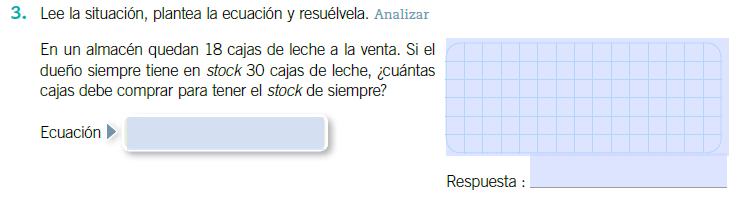 3. Lee la situación, plantea la ecuación y resuélvela. Analizar
En un almacén quedan 18 cajas de leche a la venta. Si el
dueño siempre tiene en stock 30 cajas de leche, ¿cuántas
cajas debe comprar para tener el stock de siempre?
Ecuación
Respuesta :